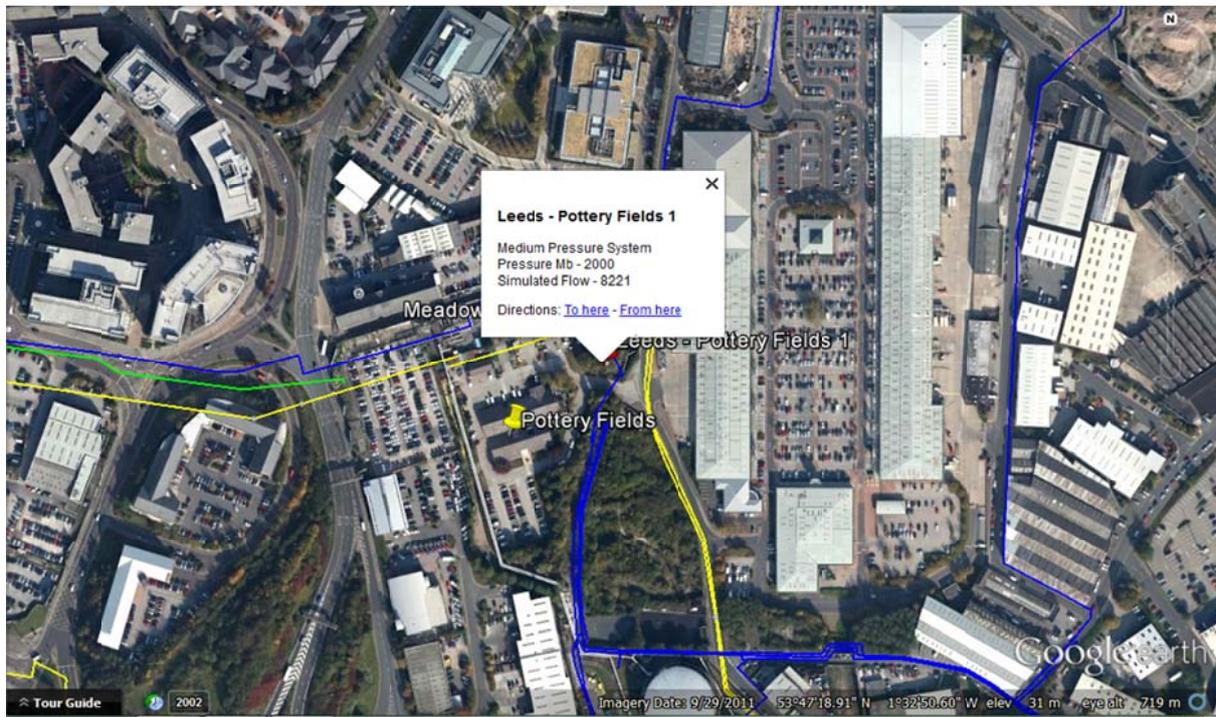 N
Leeds - Pottery Fields 1
Medium Pressure System
Pressure Mb - 2000
Simulated Flow - 8221
Directions: To here - From here
Meadow
Leeds - Pottery Fields 1
Pottery Fields
Google earth
Tour Guide
2002
Imagery Date: 9/29/2011 53°47'18.91" N 1°32'50.60" W elev 31 m eye alt 719 m